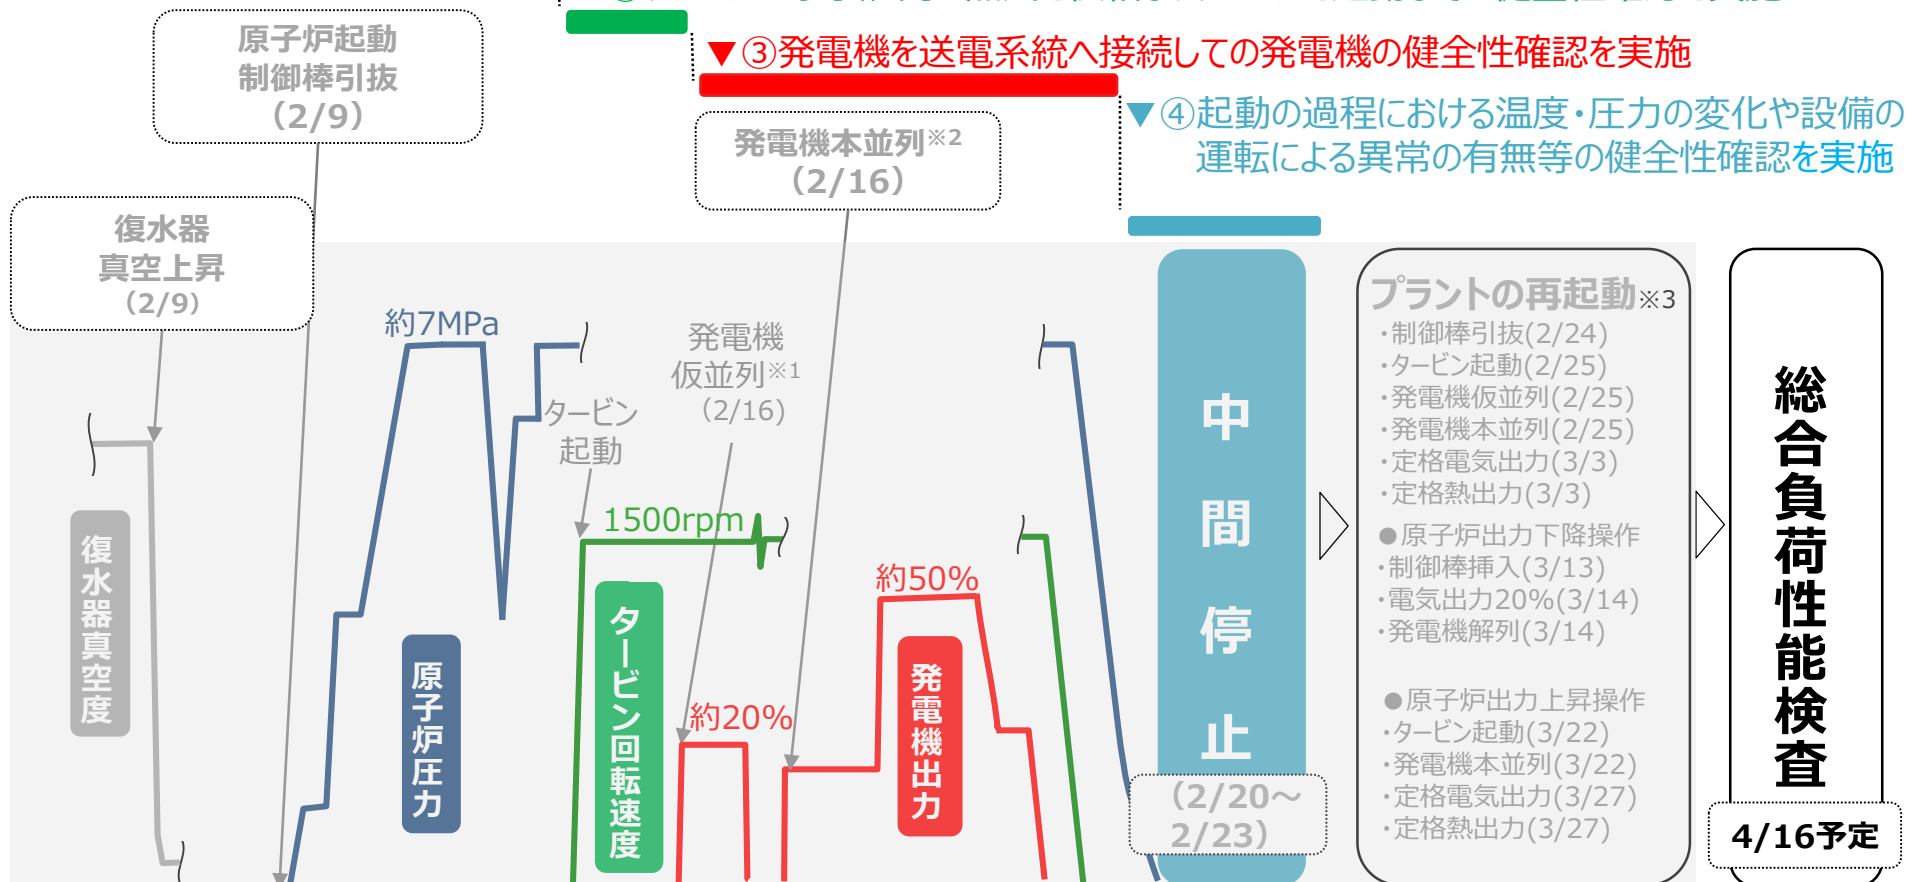 ▼③発電機を送電系統へ接続しての発電機の健全性確認を実施
▼④起動の過程における温度・圧力の変化や設備の
運転による異常の有無等の健全性確認を実施
原子炉起動
制御棒引抜
（2/9）
発電機本並列※2
（2/16）
復水器
真空上昇
（2/9）
約7MPa
発電機
仮並列※1
（2/16）
タービン
起動
1500rpm
約50%
約20%
復水器真空度
原子炉圧力
タービン回転速度
発電機出力
中間停止
（2/20～
2/23）
プラントの再起動※3
・制御棒引抜(2/24)
・タービン起動(2/25)
・発電機仮並列(2/25)
・発電機本並列(2/25)
・定格電気出力(3/3)
・定格熱出力(3/3)
●原子炉出力下降操作
・制御棒挿入(3/13)
・電気出力20%(3/14)
・発電機解列(3/14)
●原子炉出力上昇操作
・タービン起動(3/22)
・発電機本並列(3/22)
・定格電気出力(3/27)
・定格熱出力(3/27)
総合負荷性能検査
4/16予定